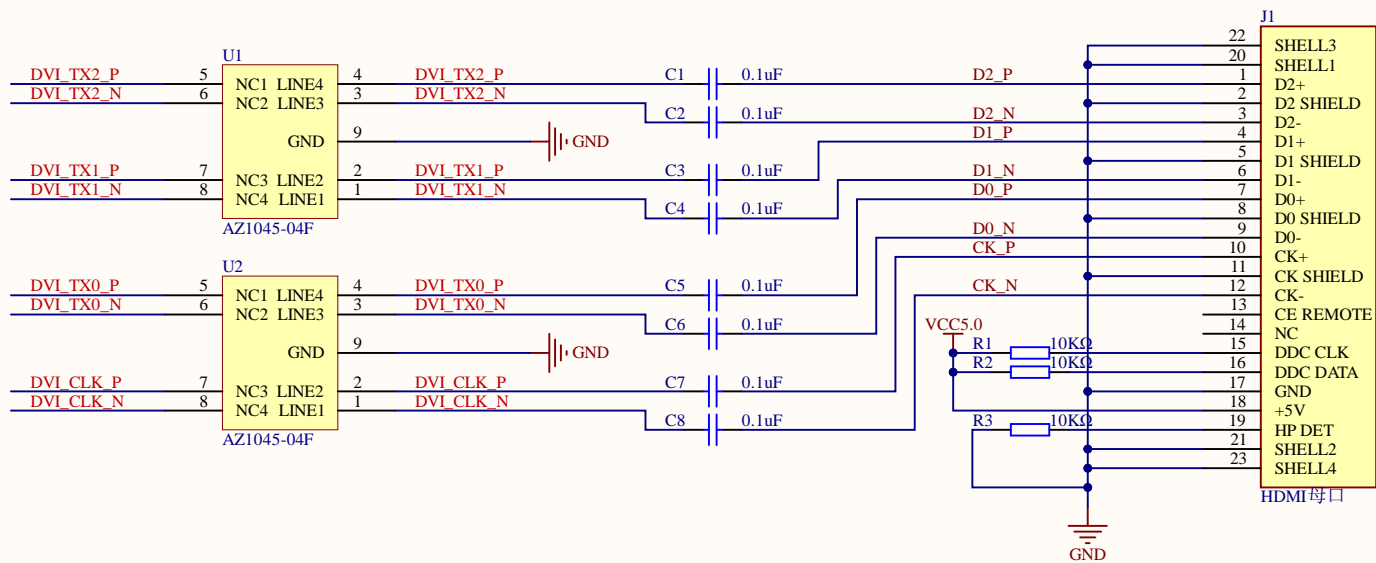 U1
DVI_TX2_P 5 NC1 LINE4 4 DVI_TX2_P C1 0.1uF D2_P
DVI_TX2_N 6 NC2 LINE3 3 DVI_TX2_N C2 0.1uF D2_N
GND 9 GND
DVI_TX1_P 7 NC3 LINE2 2 DVI_TX1_P C3 0.1uF D1_P
DVI_TX1_N 8 NC4 LINE1 1 DVI_TX1_N C4 0.1uF D1_N
AZ1045-04F
U2
DVI_TX0_P 5 NC1 LINE4 4 DVI_TX0_P C5 0.1uF D0_P
DVI_TX0_N 6 NC2 LINE3 3 DVI_TX0_N C6 0.1uF D0_N
GND 9 GND
DVI_CLK_P 7 NC3 LINE2 2 DVI_CLK_P C7 0.1uF CK_P
DVI_CLK_N 8 NC4 LINE1 1 DVI_CLK_N C8 0.1uF CK_N
AZ1045-04F
VCC5.0
R1 10KΩ
R2 10KΩ
R3 10KΩ
GND
J1
22 SHELL3
20 SHELL1
1 D2+
2 D2 SHIELD
3 D2-
4 D1+
5 D1 SHIELD
6 D1-
7 D0+
8 D0 SHIELD
9 D0-
10 CK+
11 CK SHIELD
12 CK-
13 CE REMOTE
14 NC
15 DDC CLK
16 DDC DATA
17 GND
18 +5V
19 HP DET
21 SHELL2
23 SHELL4
HDMI母口